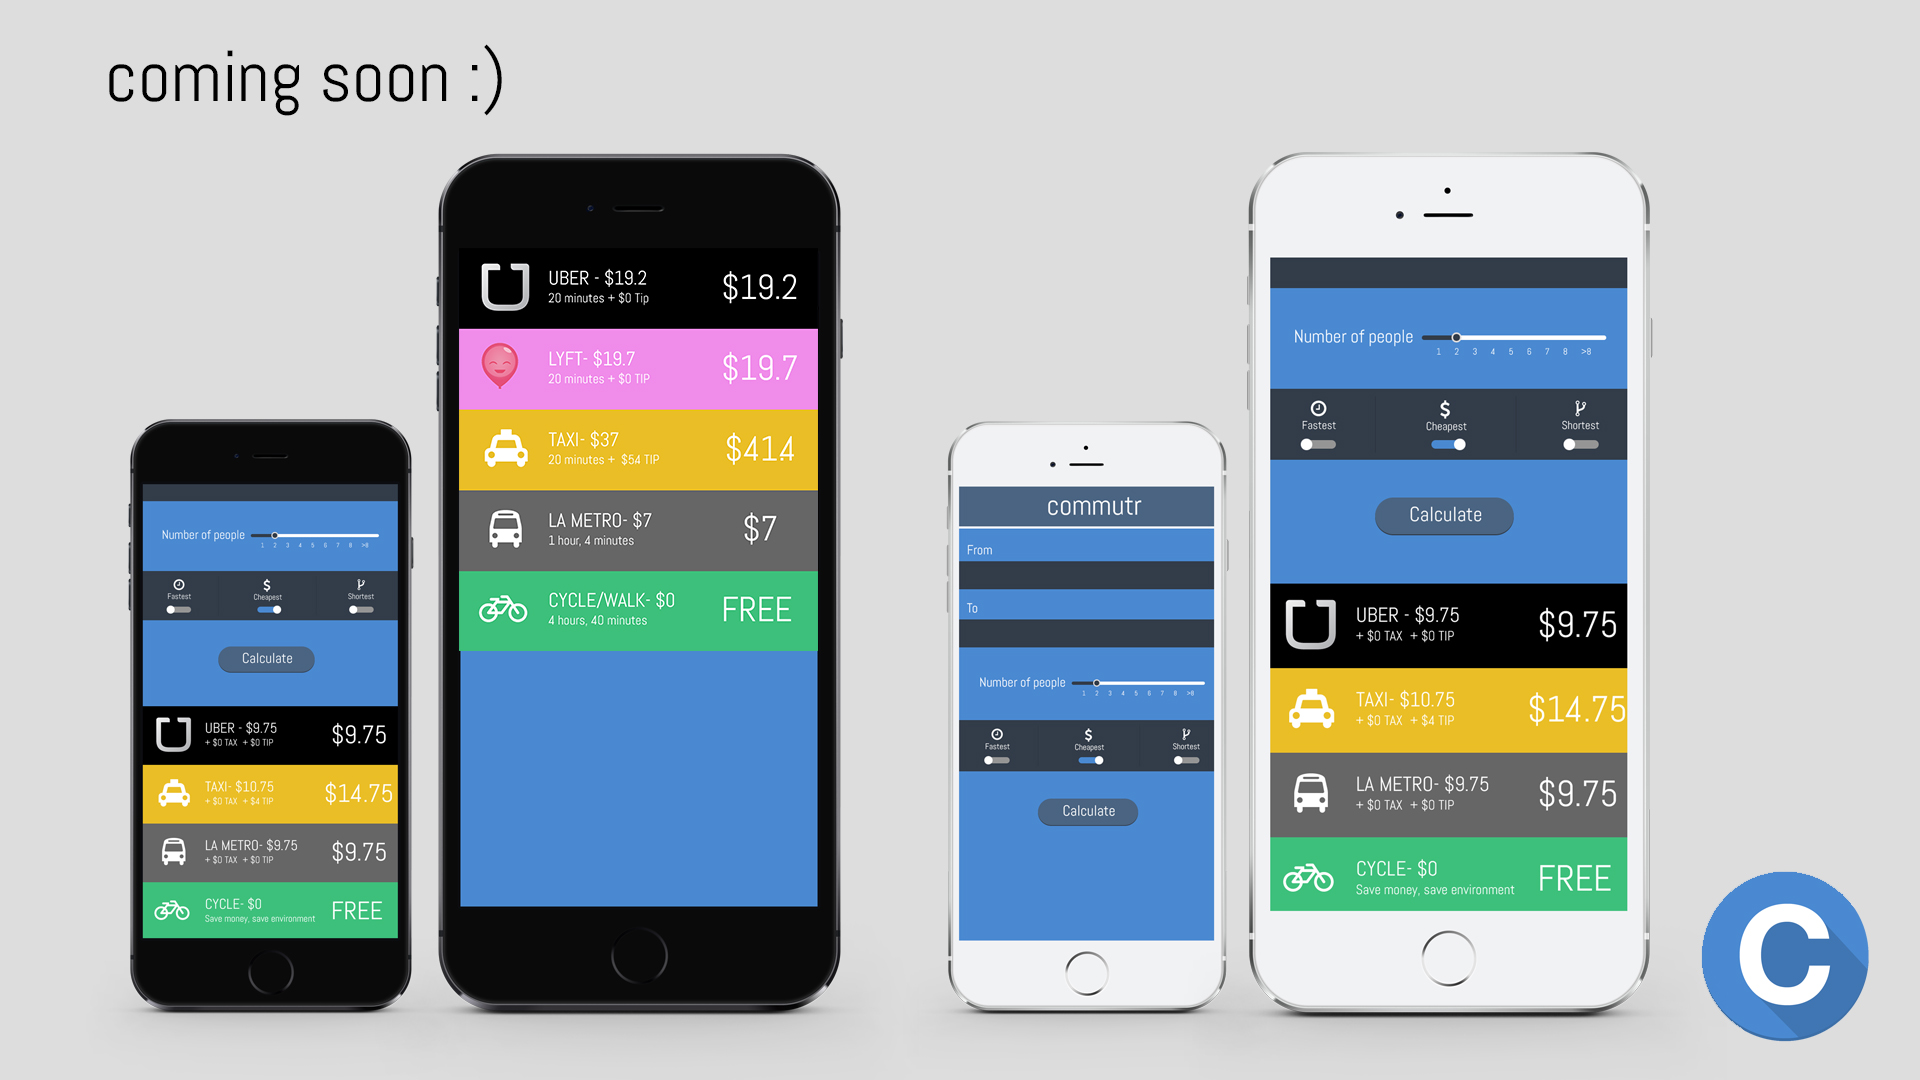 coming soon :)
Number of people
1 2 3 4 5 6 7 8 >8
Fastest
Cheapest
Shortest
Calculate
UBER - $9.75
+ $0 TAX + $0 TIP
$9.75
TAXI- $10.75
+ $0 TAX + $4 TIP
$14.75
LA METRO- $9.75
+ $0 TAX + $0 TIP
$9.75
CYCLE- $0
Save money, save environment
FREE
UBER - $19.2
20 minutes + $0 Tip
$19.2
LYFT- $19.7
20 minutes + $0 TIP
$19.7
TAXI- $37
20 minutes + $54 TIP
$414
LA METRO- $7
1 hour, 4 minutes
$7
CYCLE/WALK- $0
4 hours, 40 minutes
FREE
commutr
From
To
Number of people
1 2 3 4 5 6 7 8 >8
Fastest
Cheapest
Shortest
Calculate
Number of people
1 2 3 4 5 6 7 8 >8
Fastest
Cheapest
Shortest
Calculate
UBER - $9.75
+ $0 TAX + $0 TIP
$9.75
TAXI- $10.75
+ $0 TAX + $4 TIP
$14.75
LA METRO- $9.75
+ $0 TAX + $0 TIP
$9.75
CYCLE- $0
Save money, save environment
FREE
C